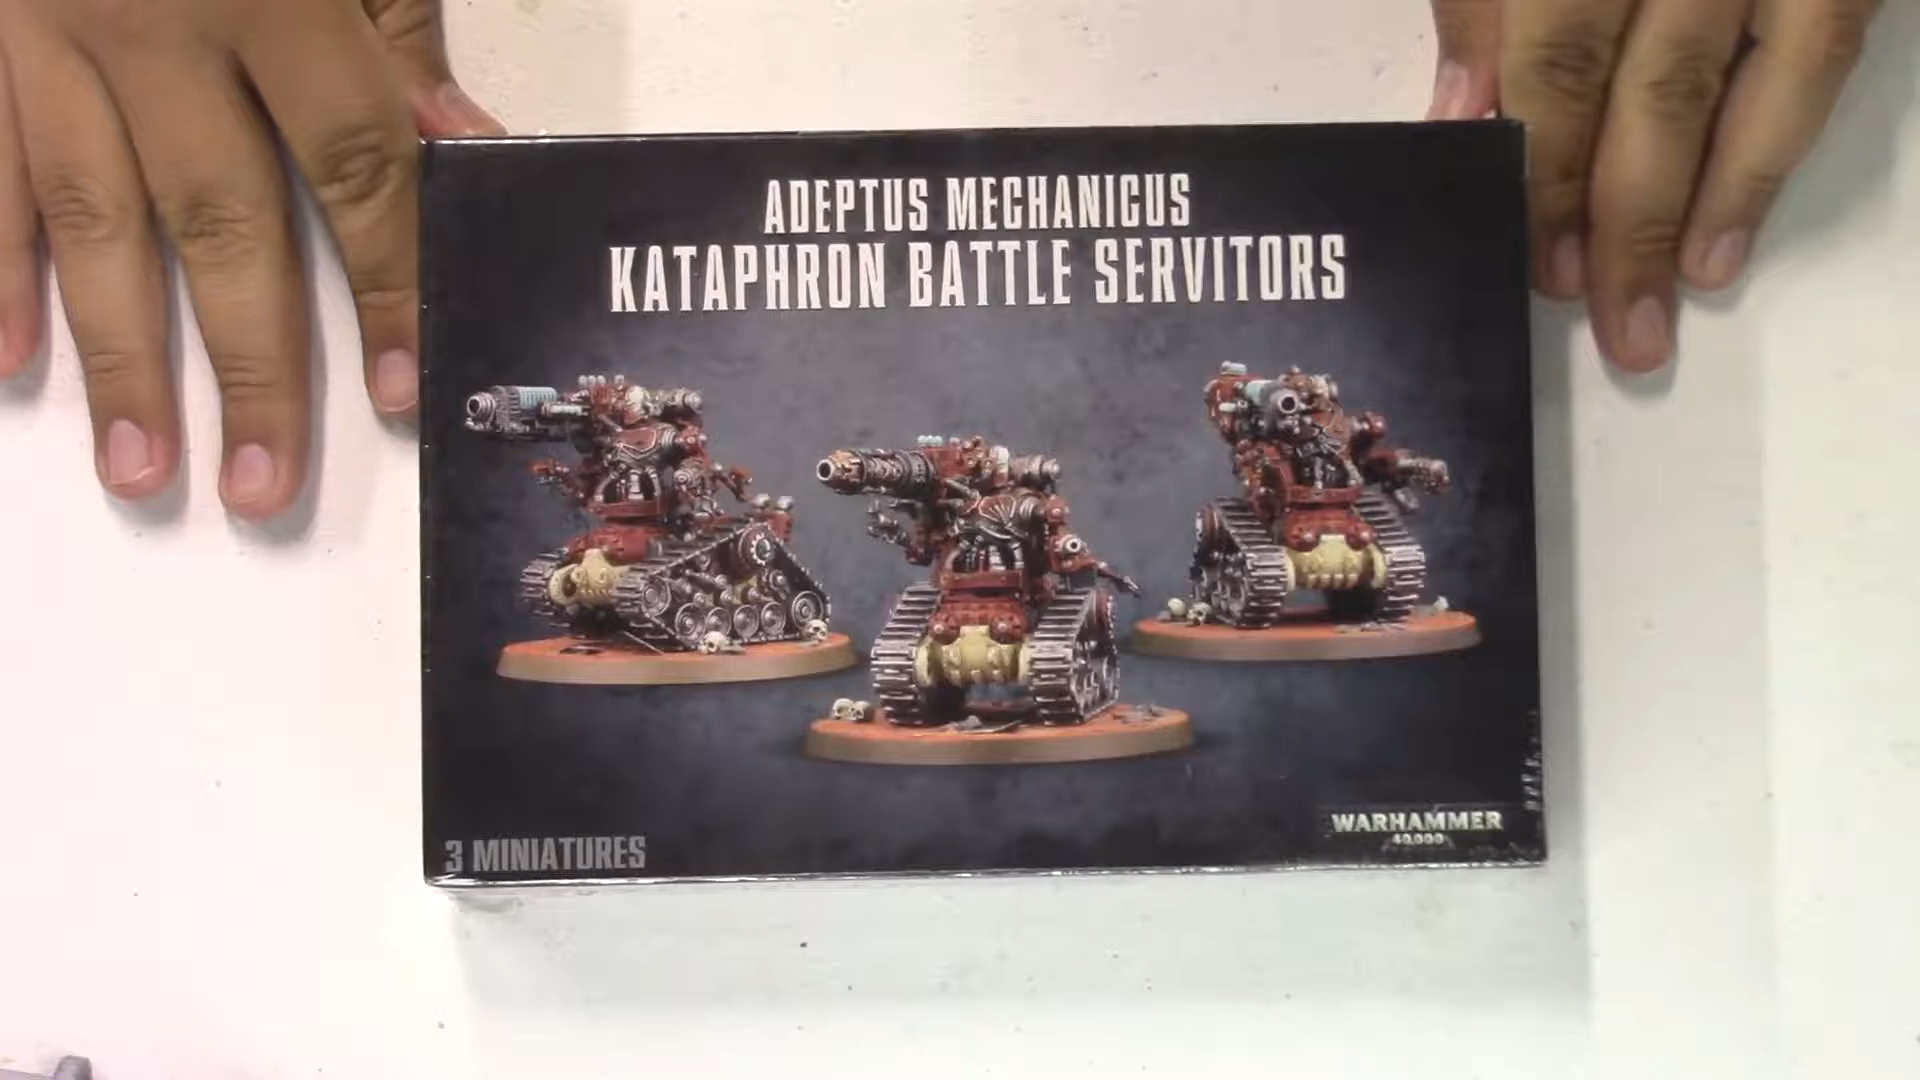 ADEPTUS MECHANICUS
KATAPHRON BATTLE SERVITORS
3 MINIATURES
WARHAMMER
40,000